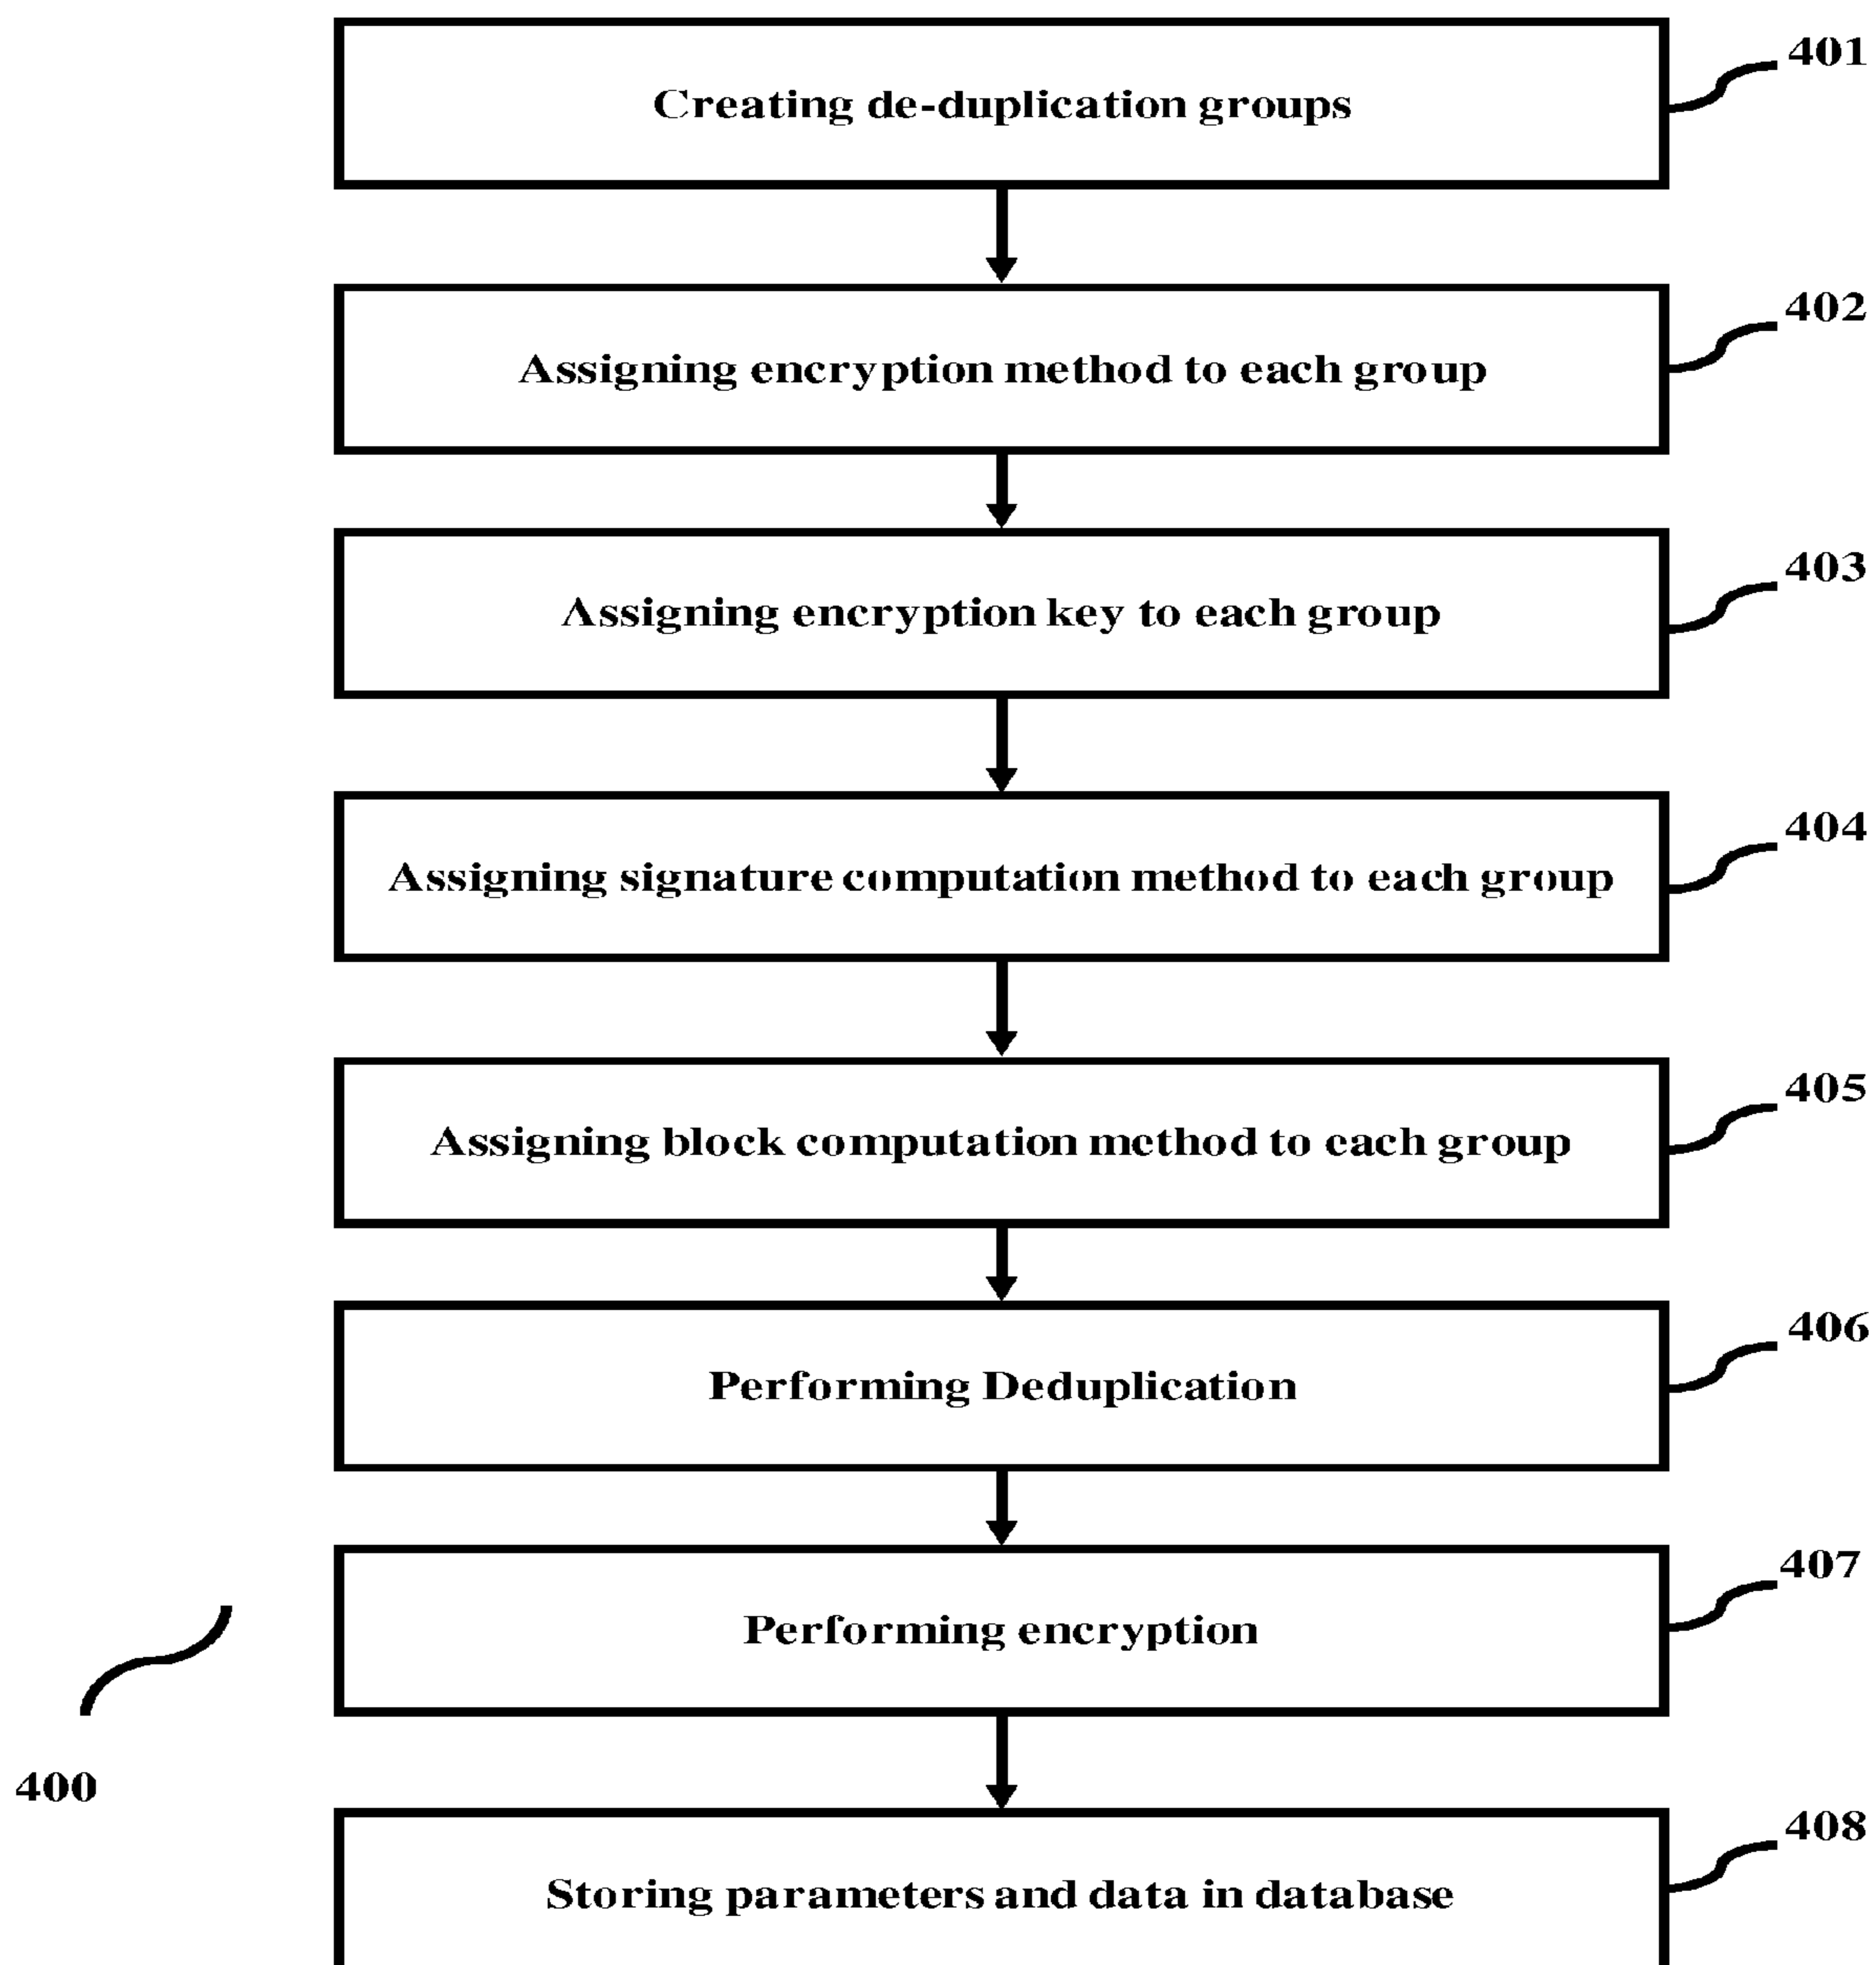 Creating de-duplication groups
401
Assigning encryption method to each group
402
Assigning encryption key to each group
403
Assigning signature computation method to each group
404
Assigning block computation method to each group
405
Performing Deduplication
406
Performing encryption
407
400
Storing parameters and data in database
408